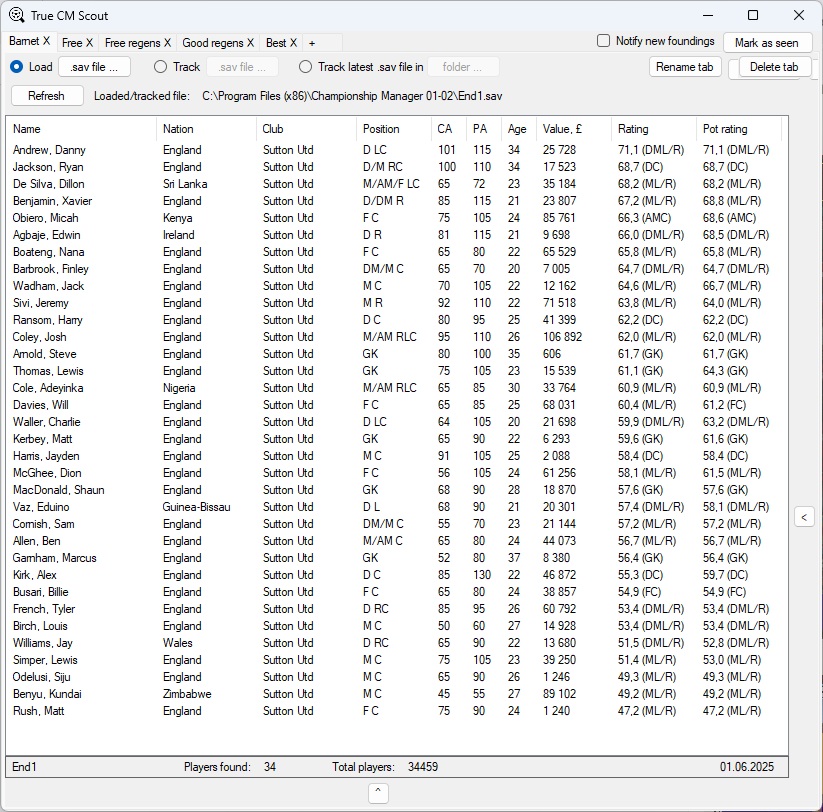 True CM Scout
Barnet X Free X Free regens X Good regens X Best X +
Notify new foundings Mark as seen
Load .sav file ... Track .sav file ... Track latest .sav file in folder ... Rename tab Delete tab
Refresh Loaded/tracked file: C:\Program Files (x86)\Championship Manager 01-02\End1.sav
Name Nation Club Position CA PA Age Value, £ Rating Pot rating
Andrew, Danny England Sutton Utd D LC 101 115 34 25 728 71,1 (DML/R) 71,1 (DML/R)
Jackson, Ryan England Sutton Utd D/M RC 100 110 34 17 523 68,7 (DC) 68,7 (DC)
De Silva, Dillon Sri Lanka Sutton Utd M/AM/F LC 65 72 23 35 184 68,2 (ML/R) 68,2 (ML/R)
Benjamin, Xavier England Sutton Utd D/DM R 85 115 21 23 807 67,2 (ML/R) 68,8 (ML/R)
Obiero, Micah Kenya Sutton Utd F C 75 105 24 85 761 66,3 (AMC) 68,6 (AMC)
Agbaje, Edwin Ireland Sutton Utd D R 81 115 21 9 698 66,0 (DML/R) 68,5 (DML/R)
Boateng, Nana England Sutton Utd F C 65 80 22 65 529 65,8 (ML/R) 65,8 (ML/R)
Barbrook, Finley England Sutton Utd DM/M C 65 70 20 7 005 64,7 (DML/R) 64,7 (DML/R)
Wadham, Jack England Sutton Utd M C 70 105 22 12 162 64,6 (ML/R) 66,7 (ML/R)
Sivi, Jeremy England Sutton Utd M R 92 110 22 71 518 63,8 (ML/R) 64,0 (ML/R)
Ransom, Harry England Sutton Utd D C 80 95 25 41 399 62,2 (DC) 62,2 (DC)
Coley, Josh England Sutton Utd M/AM RLC 95 110 26 106 892 62,0 (ML/R) 62,0 (ML/R)
Arnold, Steve England Sutton Utd GK 80 100 35 606 61,7 (GK) 61,7 (GK)
Thomas, Lewis England Sutton Utd GK 75 105 23 15 539 61,1 (GK) 64,3 (GK)
Cole, Adeyinka Nigeria Sutton Utd M/AM RLC 65 85 30 33 764 60,9 (ML/R) 60,9 (ML/R)
Davies, Will England Sutton Utd F C 65 85 25 68 031 60,4 (ML/R) 61,2 (FC)
Waller, Charlie England Sutton Utd D LC 64 105 20 21 698 59,9 (DML/R) 63,2 (DML/R)
Kerbey, Matt England Sutton Utd GK 65 90 22 6 293 59,6 (GK) 61,6 (GK)
Harris, Jayden England Sutton Utd M C 91 105 25 2 088 58,4 (DC) 58,4 (DC)
McGhee, Dion England Sutton Utd F C 56 105 24 61 256 58,1 (ML/R) 61,5 (ML/R)
MacDonald, Shaun England Sutton Utd GK 68 90 28 18 870 57,6 (GK) 57,6 (GK)
Vaz, Eduino Guinea-Bissau Sutton Utd D L 68 90 21 20 301 57,4 (DML/R) 58,1 (DML/R)
Cornish, Sam England Sutton Utd DM/M C 55 70 23 21 144 57,2 (ML/R) 57,2 (ML/R)
Allen, Ben England Sutton Utd M/AM C 65 80 24 44 073 56,7 (ML/R) 56,7 (ML/R)
Garnham, Marcus England Sutton Utd GK 52 80 37 8 380 56,4 (GK) 56,4 (GK)
Kirk, Alex England Sutton Utd D C 85 130 22 46 872 55,3 (DC) 59,7 (DC)
Busari, Billie England Sutton Utd F C 65 80 24 38 857 54,9 (FC) 54,9 (FC)
French, Tyler England Sutton Utd D RC 85 95 26 60 792 53,4 (DML/R) 53,4 (DML/R)
Birch, Louis England Sutton Utd M C 50 60 27 14 928 53,4 (DML/R) 53,4 (DML/R)
Williams, Jay Wales Sutton Utd D RC 65 90 22 13 680 51,5 (DML/R) 52,8 (DML/R)
Simper, Lewis England Sutton Utd M C 75 105 23 39 250 51,4 (ML/R) 53,0 (ML/R)
Odelusi, Siju England Sutton Utd M C 65 90 26 1 246 49,3 (ML/R) 49,3 (ML/R)
Benyu, Kundai Zimbabwe Sutton Utd M C 45 55 27 89 102 49,2 (ML/R) 49,2 (ML/R)
Rush, Matt England Sutton Utd F C 75 90 24 1 240 47,2 (ML/R) 47,2 (ML/R)
<
End1 Players found: 34 Total players: 34459 01.06.2025
^